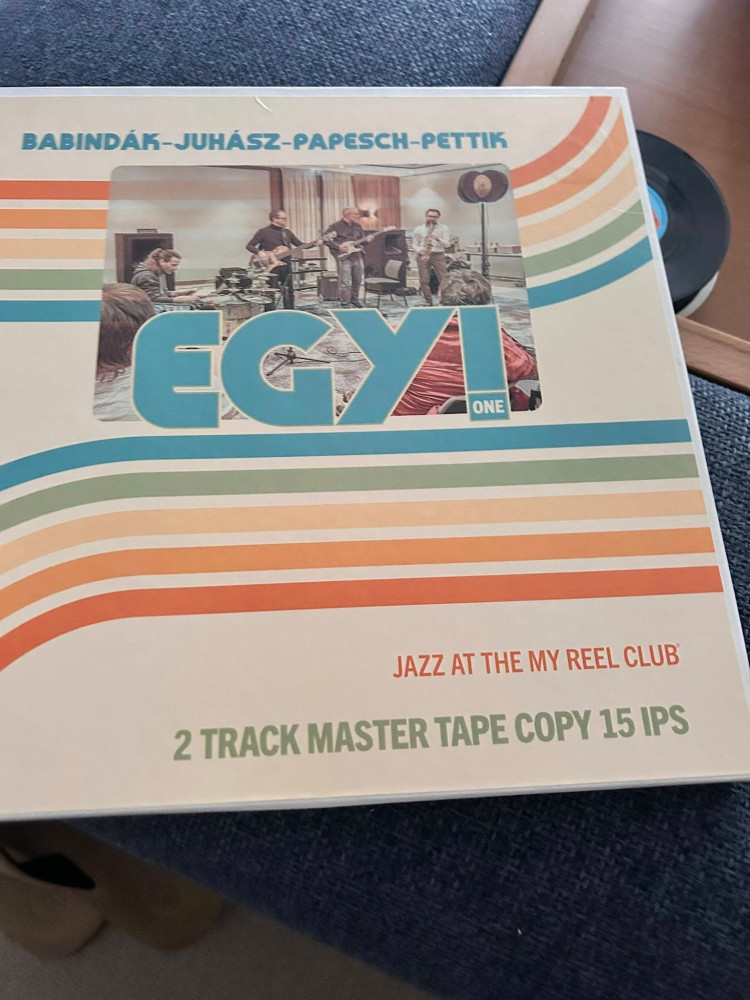 BABINDÁK-JUHÁSZ-PAPESCH-PETTIK
EGY!
ONE
JAZZ AT THE MY REEL CLUB
2 TRACK MASTER TAPE COPY 15 IPS